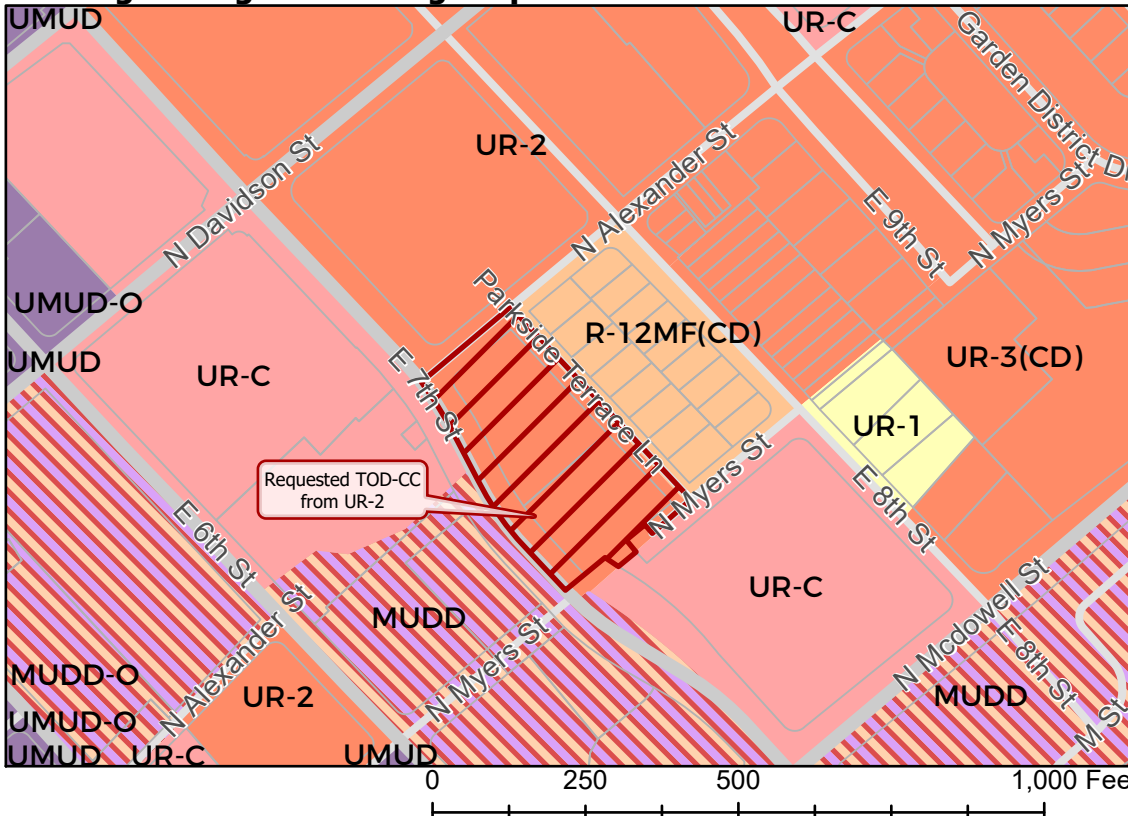 UMUD
UR-C
Garden District Dr
UR-2
N Davidson St
N Alexander St
E 9th St
N Myers St
UMUD-O
Parkside Terrace Ln
R-12MF(CD)
UR-3(CD)
UMUD
UR-C
E 7th St
UR-1
Requested TOD-CC
from UR-2
N Myers St
E 8th St
E 6th St
UR-C
MUDD
N Alexander St
N Myers St
N Mcdowell St
E 8th St
MUDD-O
UR-2
MUDD
M St
UMUD-O
UMUD
UR-C
UMUD
0 250 500 1,000 Fee